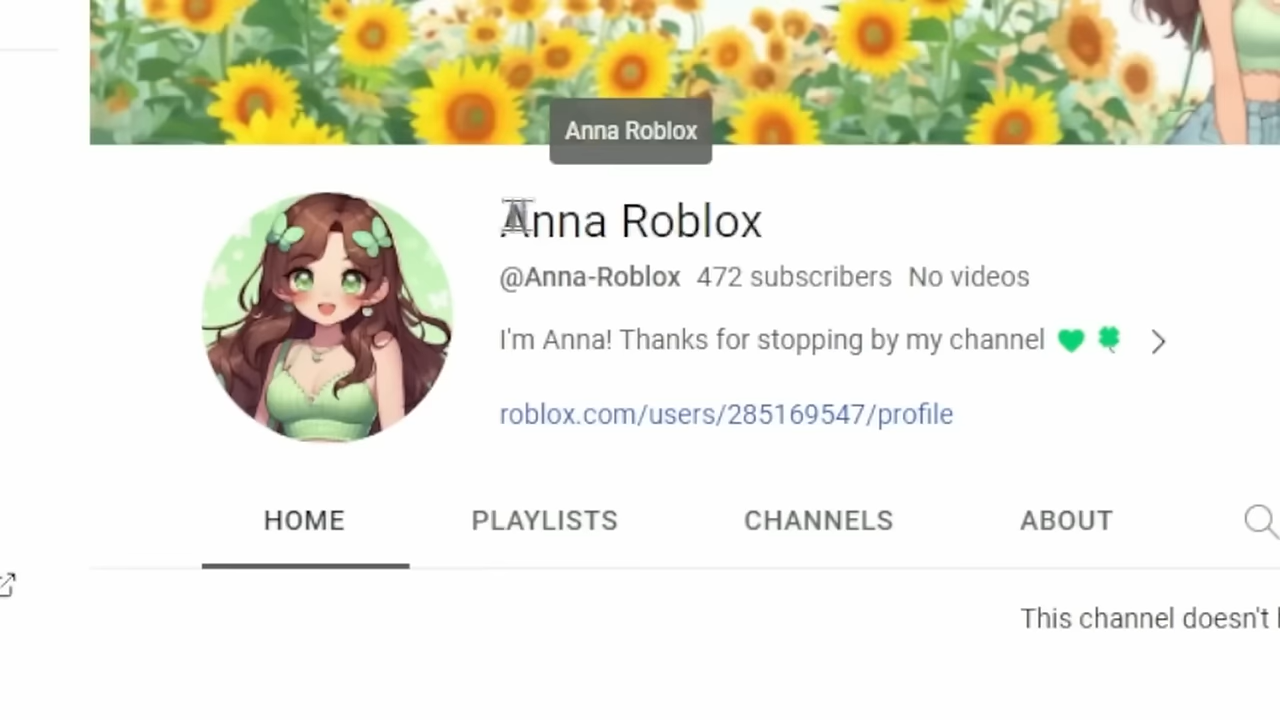 Anna Roblox
Anna Roblox
@Anna-Roblox 472 subscribers No videos
I'm Anna! Thanks for stopping by my channel 💚 🍀
roblox.com/users/285169547/profile
HOME PLAYLISTS CHANNELS ABOUT
This channel doesn't